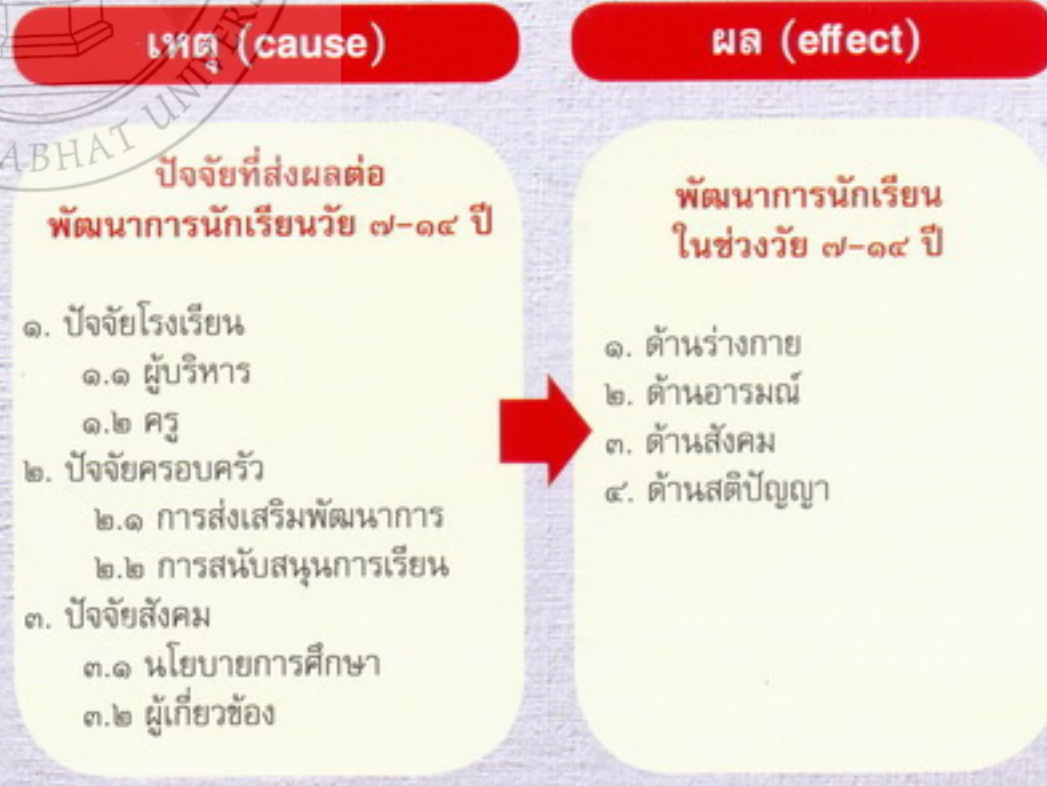 เหตุ (cause)
ปัจจัยที่ส่งผลต่อ
พัฒนาการนักเรียนวัย ๗-๑๔ ปี
๑. ปัจจัยโรงเรียน
๑.๑ ผู้บริหาร
๑.๒ ครู
๒. ปัจจัยครอบครัว
๒.๑ การส่งเสริมพัฒนาการ
๒.๒ การสนับสนุนการเรียน
๓. ปัจจัยสังคม
๓.๑ นโยบายการศึกษา
๓.๒ ผู้เกี่ยวข้อง
ผล (effect)
พัฒนาการนักเรียน
ในช่วงวัย ๗-๑๔ ปี
๑. ด้านร่างกาย
๒. ด้านอารมณ์
๓. ด้านสังคม
๔. ด้านสติปัญญา